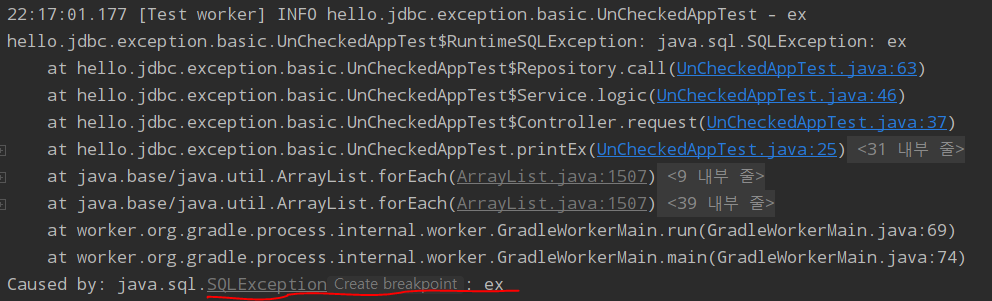 22:17:01.177 [Test worker] INFO hello.jdbc.exception.basic.UnCheckedAppTest - ex
hello.jdbc.exception.basic.UnCheckedAppTest$RuntimeSQLException: java.sql.SQLException: ex
at hello.jdbc.exception.basic.UnCheckedAppTest$Repository.call(UnCheckedAppTest.java:63)
at hello.jdbc.exception.basic.UnCheckedAppTest$Service.logic(UnCheckedAppTest.java:46)
at hello.jdbc.exception.basic.UnCheckedAppTest$Controller.request(UnCheckedAppTest.java:37)
at hello.jdbc.exception.basic.UnCheckedAppTest.printEx(UnCheckedAppTest.java:25) <31 내부 줄>
at java.base/java.util.ArrayList.forEach(ArrayList.java:1507) <9 내부 줄>
at java.base/java.util.ArrayList.forEach(ArrayList.java:1507) <39 내부 줄>
at worker.org.gradle.process.internal.worker.GradleWorkerMain.run(GradleWorkerMain.java:69)
at worker.org.gradle.process.internal.worker.GradleWorkerMain.main(GradleWorkerMain.java:74)
Caused by: java.sql.SQLException Create breakpoint : ex